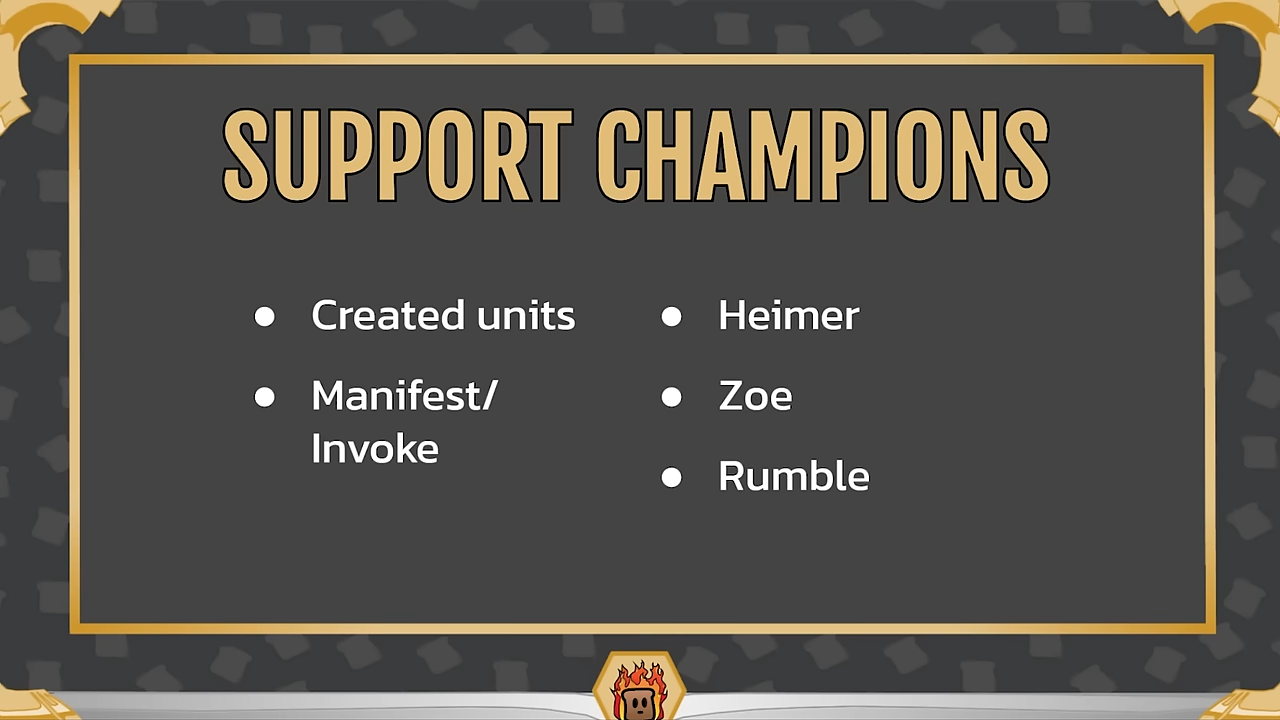 SUPPORT CHAMPIONS
● Created units
● Manifest/
Invoke
● Heimer
● Zoe
● Rumble